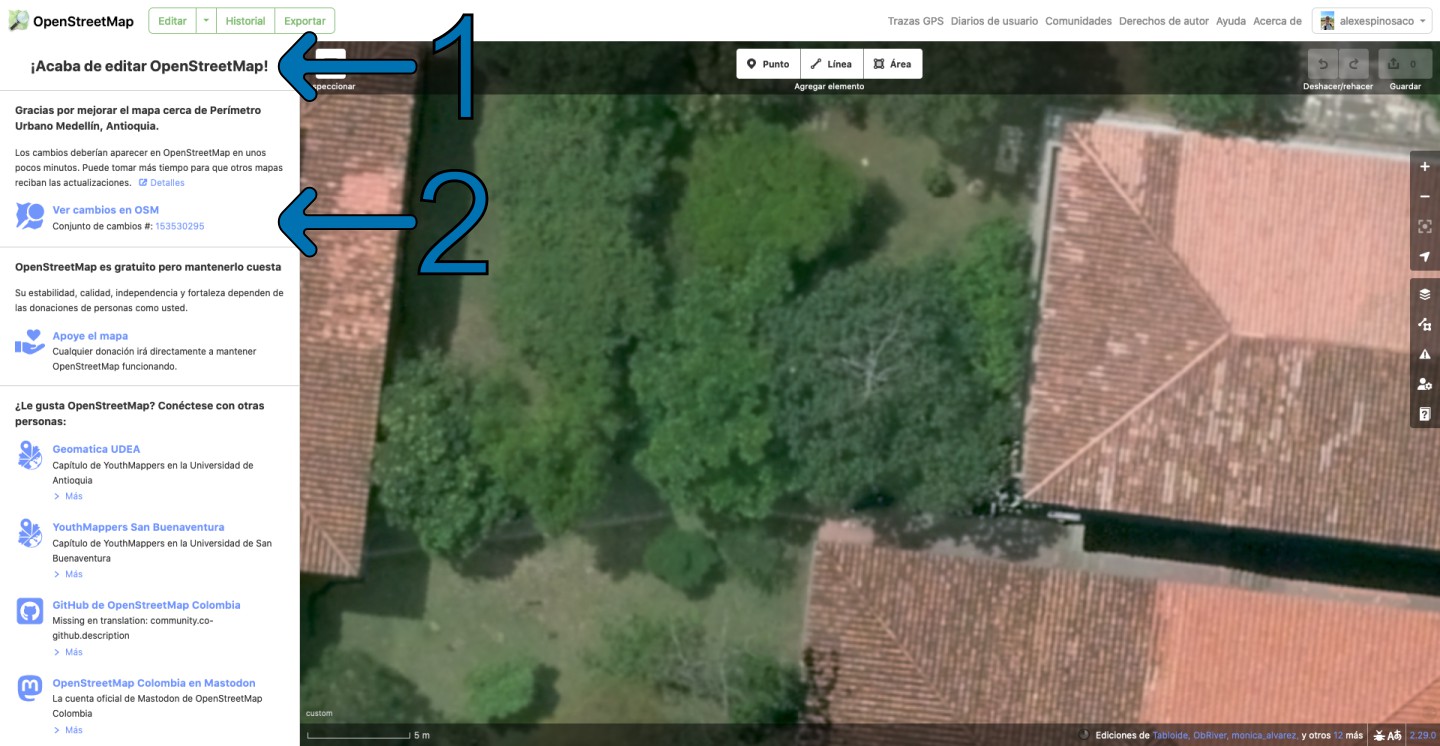 OpenStreetMap
Editar
Historial
Exportar
Trazas GPS
Diarios de usuario
Comunidades
Derechos de autor
Ayuda
Acerca de
alexespinosaco
¡Acaba de editar OpenStreetMap!
1
Gracias por mejorar el mapa cerca de Perímetro
Urbano Medellín, Antioquia.
Los cambios deberían aparecer en OpenStreetMap en unos
pocos minutos. Puede tomar más tiempo para que otros mapas
reciban las actualizaciones. Detalles
Ver cambios en OSM
Conjunto de cambios #: 153530295
2
OpenStreetMap es gratuito pero mantenerlo cuesta
Su estabilidad, calidad, independencia y fortaleza dependen de
las donaciones de personas como usted.
Apoye el mapa
Cualquier donación irá directamente a mantener
OpenStreetMap funcionando.
¿Le gusta OpenStreetMap? Conéctese con otras
personas:
Geomatica UDEA
Capítulo de YouthMappers en la Universidad de
Antioquia
> Más
YouthMappers San Buenaventura
Capítulo de YouthMappers en la Universidad de San
Buenaventura
> Más
GitHub de OpenStreetMap Colombia
Missing en translation: community.co-
github.description
> Más
OpenStreetMap Colombia en Mastodon
La cuenta oficial de Mastodon de OpenStreetMap
Colombia
> Más
Punto
Línea
Área
Agregar elemento
0
Deshacer/rehacer
Guardar
custom
5 m
Ediciones de Tabloide, ObRiver, monica_alvarez, y otros 12 más
2.29.0